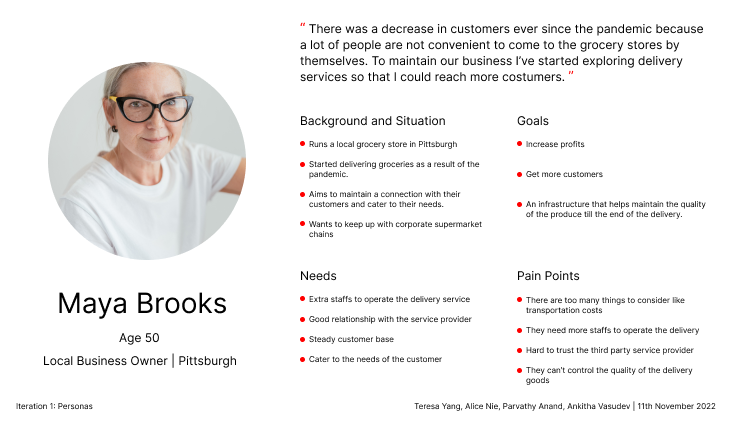 “ There was a decrease in customers ever since the pandemic because
a lot of people are not convenient to come to the grocery stores by
themselves. To maintain our business I’ve started exploring delivery
services so that I could reach more costumers. ”
Maya Brooks
Age 50
Local Business Owner | Pittsburgh
Background and Situation
Runs a local grocery store in Pittsburgh
Started delivering groceries as a result of the
pandemic.
Aims to maintain a connection with their
customers and cater to their needs.
Wants to keep up with corporate supermarket
chains
Goals
Increase profits
Get more customers
An infrastructure that helps maintain the quality
of the produce till the end of the delivery.
Needs
Extra staffs to operate the delivery service
Good relationship with the service provider
Steady customer base
Cater to the needs of the customer
Pain Points
There are too many things to consider like
transportation costs
They need more staffs to operate the delivery
Hard to trust the third party service provider
They can’t control the quality of the delivery
goods
Iteration 1: Personas
Teresa Yang, Alice Nie, Parvathy Anand, Ankitha Vasudev | 11th November 2022